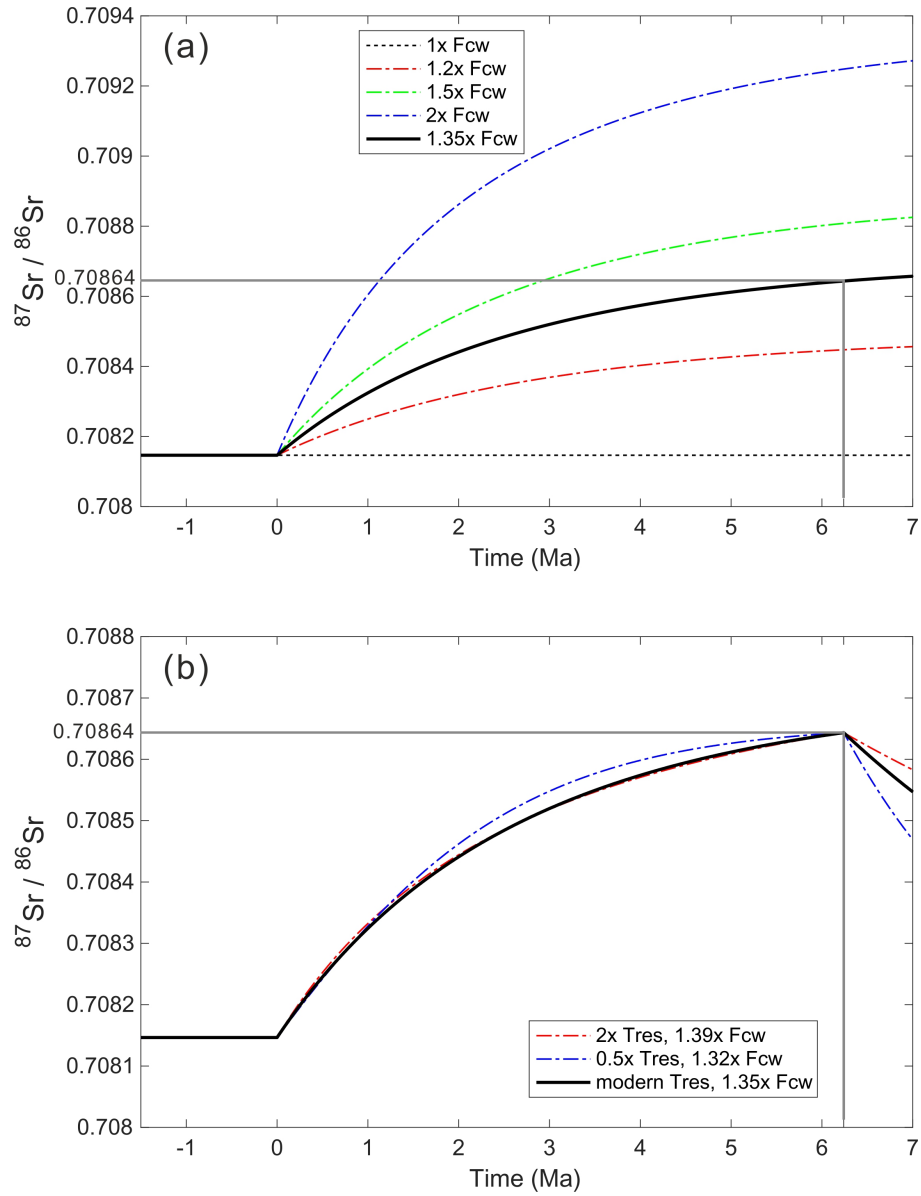 0.7094
(a)
1x Fcw
1.2x Fcw
1.5x Fcw
2x Fcw
1.35x Fcw
0.7092
0.709
0.7088
0.70864
0.7086
0.7084
0.7082
0.708
87Sr / 86Sr
-1 0 1 2 3 4 5 6 7
Time (Ma)
0.7088
(b)
0.7087
0.70864
0.7086
0.7085
0.7084
0.7083
0.7082
0.7081
0.708
87Sr / 86Sr
2x Tres, 1.39x Fcw
0.5x Tres, 1.32x Fcw
modern Tres, 1.35x Fcw
-1 0 1 2 3 4 5 6 7
Time (Ma)